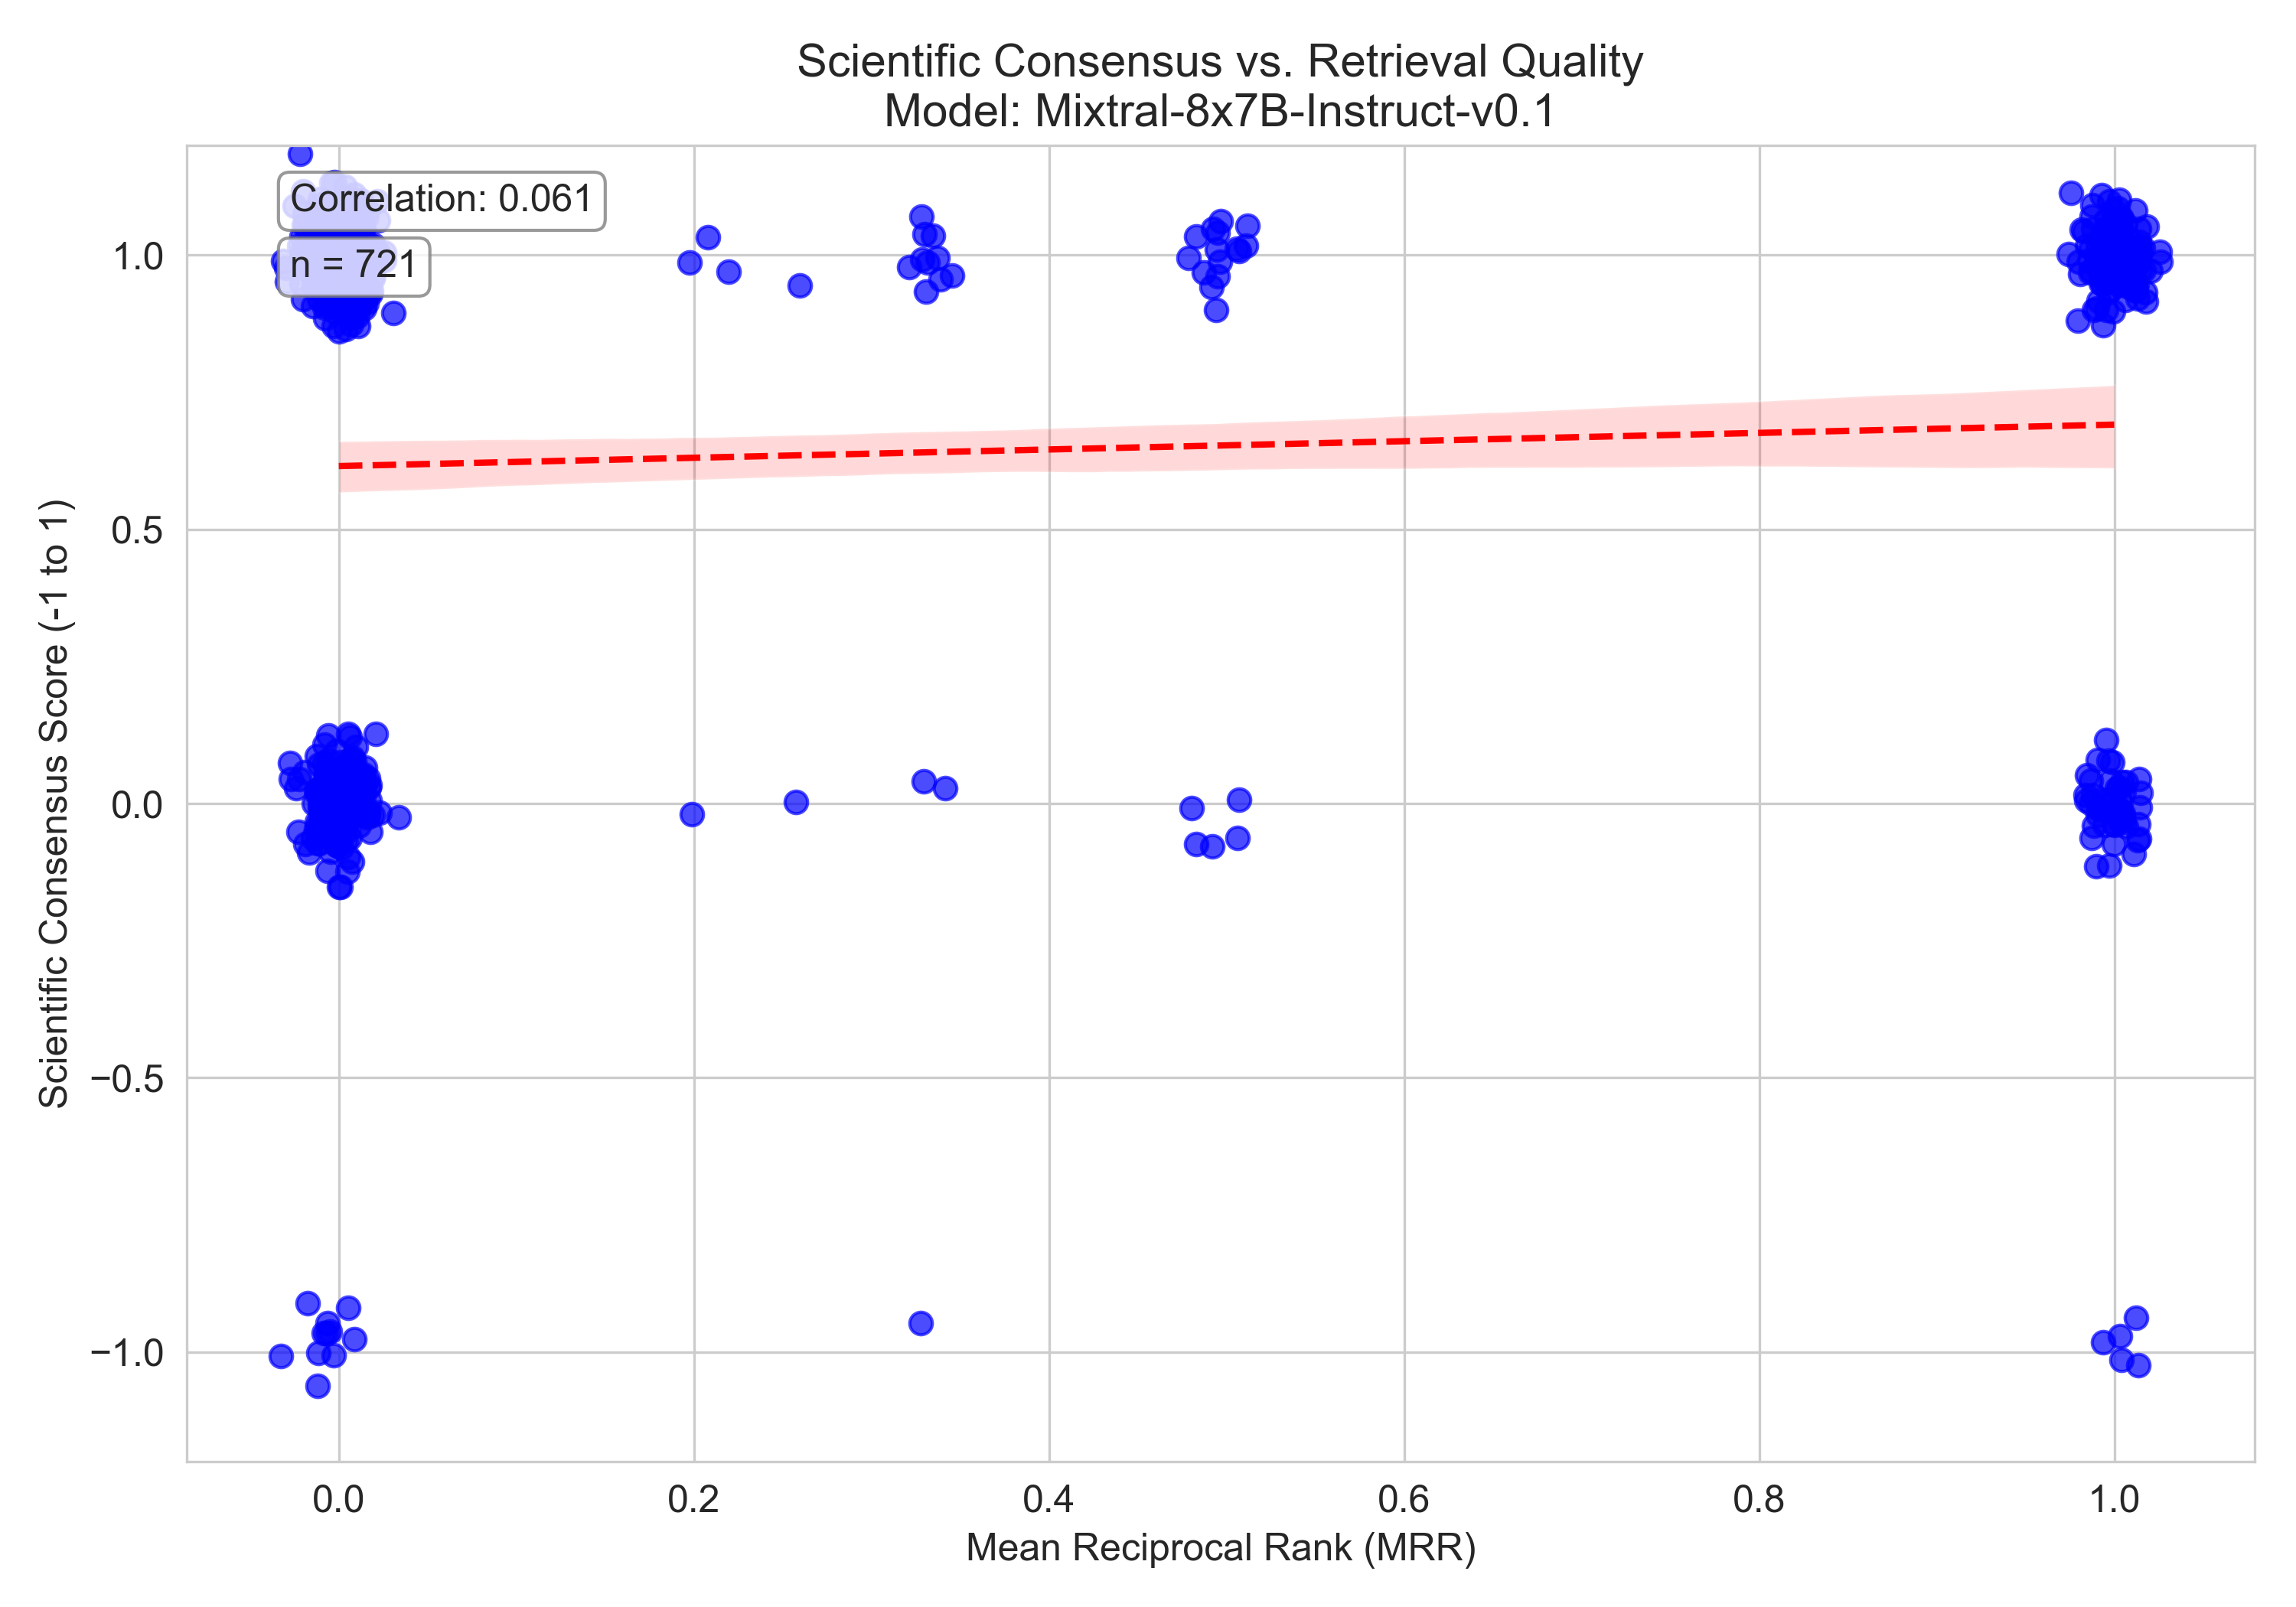 Scientific Consensus vs. Retrieval Quality
Model: Mixtral-8x7B-Instruct-v0.1
Correlation: 0.061
n = 721
Scientific Consensus Score (-1 to 1)
1.0
0.5
0.0
−0.5
−1.0
0.0 0.2 0.4 0.6 0.8 1.0
Mean Reciprocal Rank (MRR)